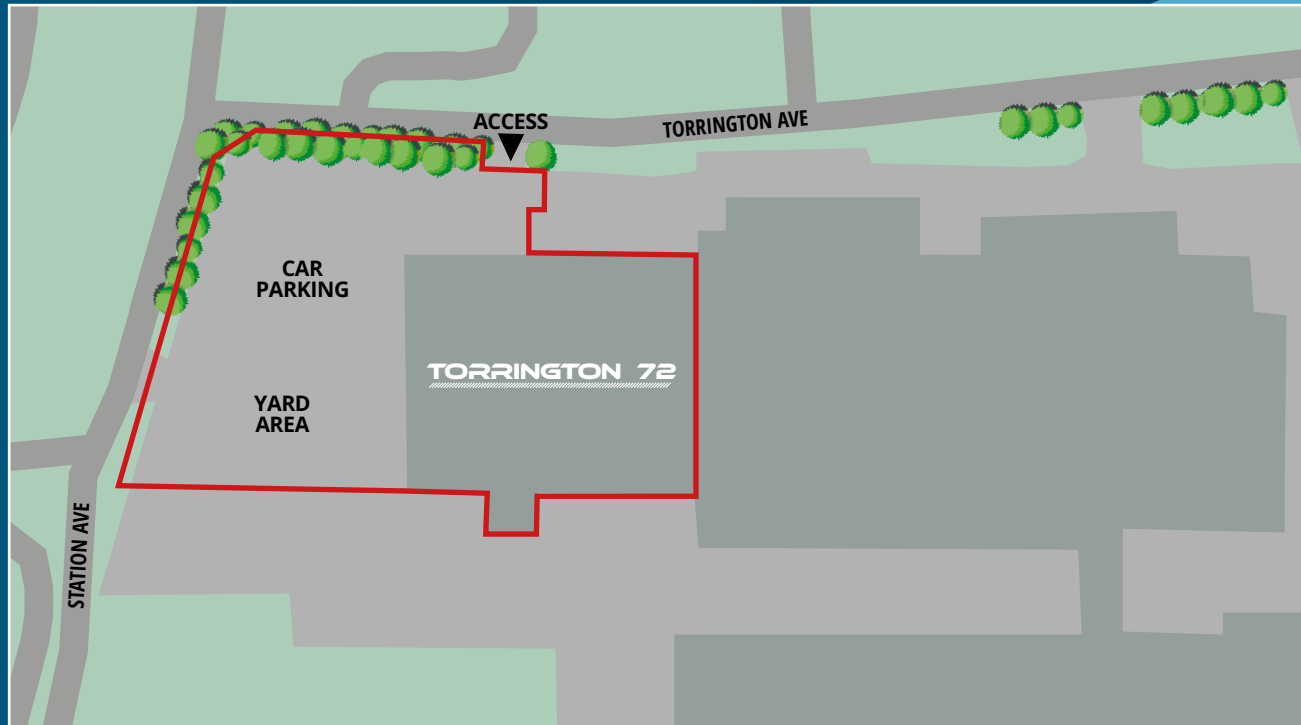 ACCESS
TORRINGTON AVE
CAR
PARKING
TORRINGTON 72
YARD
AREA
STATION AVE